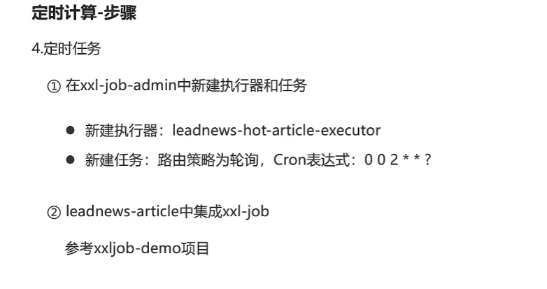 定时计算-步骤
4.定时任务
① 在xxl-job-admin中新建执行器和任务
● 新建执行器：leadnews-hot-article-executor
● 新建任务：路由策略为轮询，Cron表达式：0 0 2 * * ?
② leadnews-article中集成xxl-job
参考xxljob-demo项目